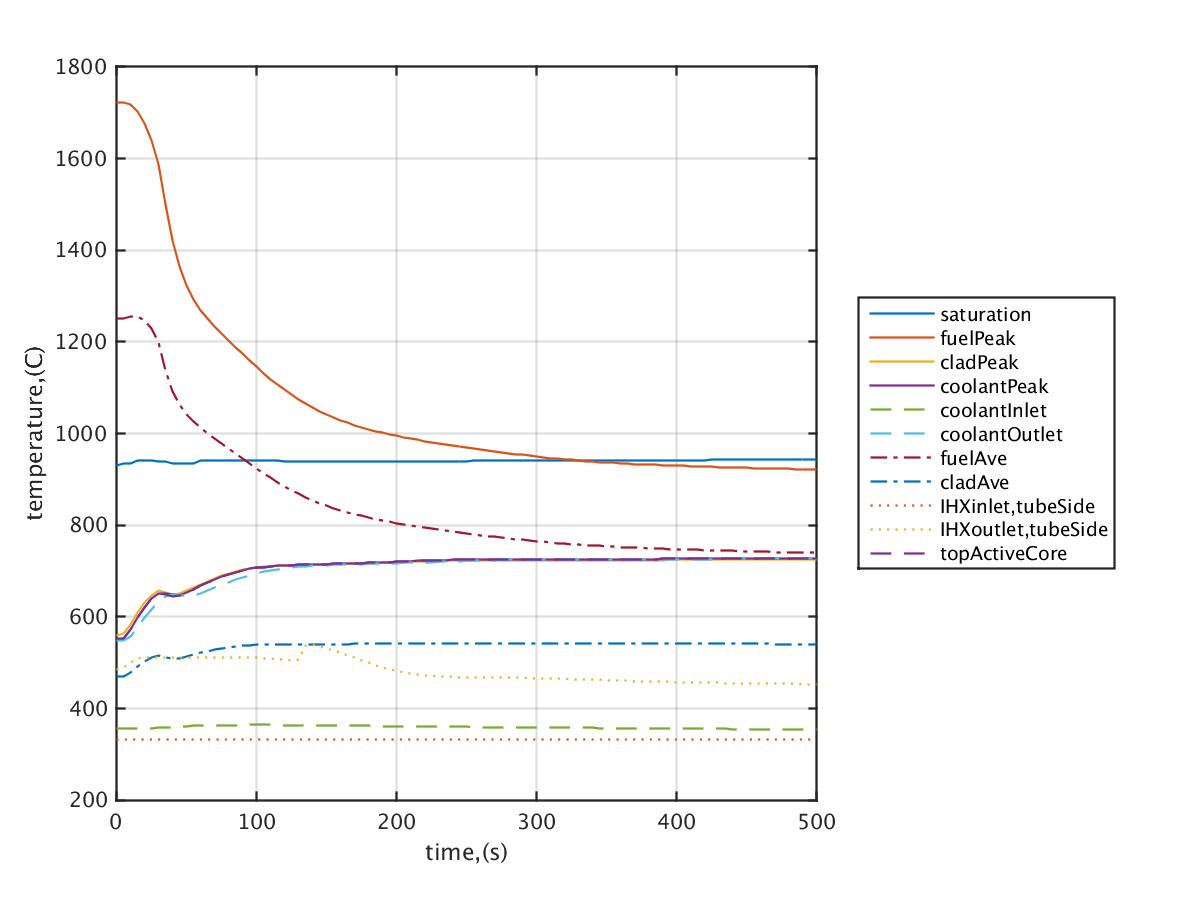 1800
1600
1400
1200
1000
800
600
400
200
temperature,(C)
0 100 200 300 400 500
time,(s)
saturation
fuelPeak
cladPeak
coolantPeak
coolantInlet
coolantOutlet
fuelAve
cladAve
IHXinlet,tubeSide
IHXoutlet,tubeSide
topActiveCore